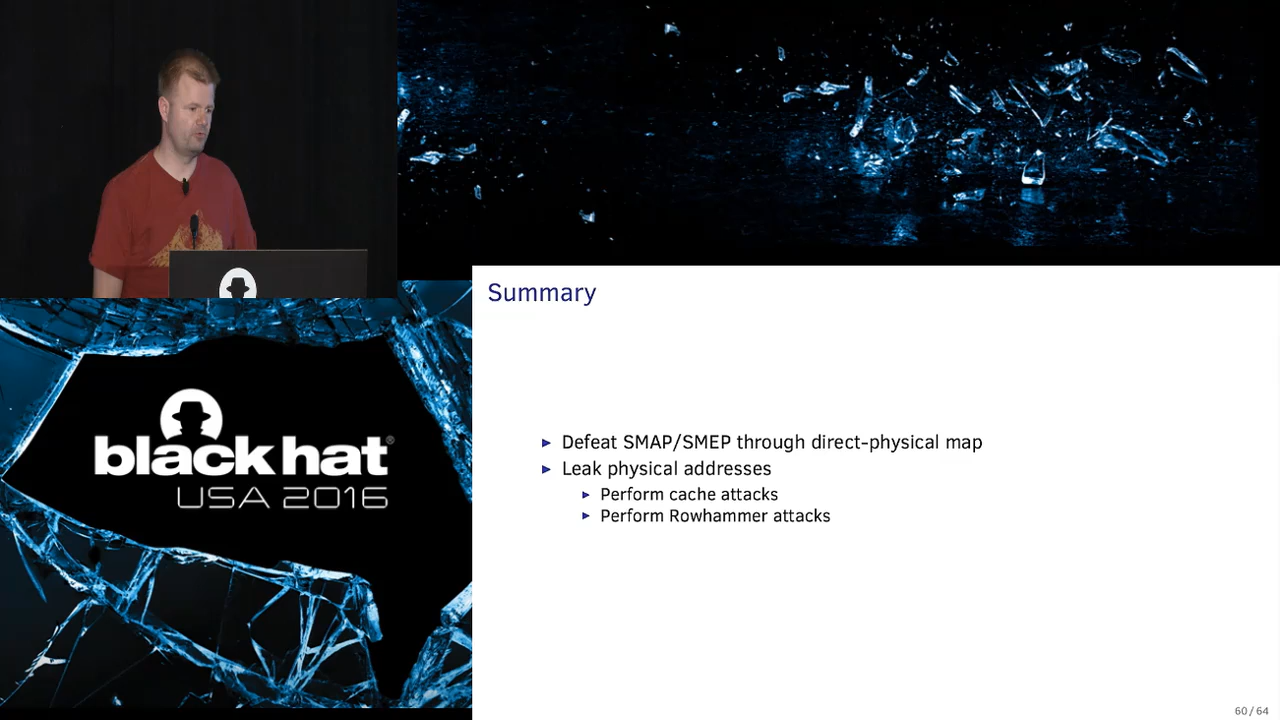 Summary
Defeat SMAP/SMEP through direct-physical map
Leak physical addresses
Perform cache attacks
Perform Rowhammer attacks
black hat®
USA 2016
60 / 64